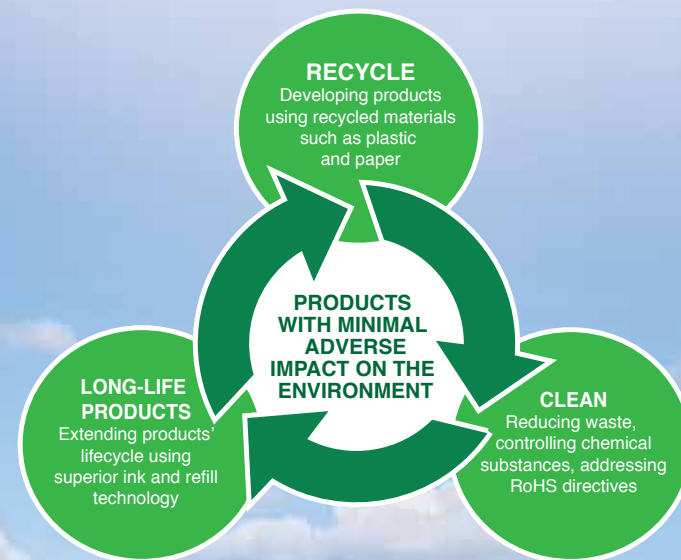 RECYCLE
Developing products
using recycled materials
such as plastic
and paper
PRODUCTS
WITH MINIMAL
ADVERSE
IMPACT ON THE
ENVIRONMENT
LONG-LIFE
PRODUCTS
Extending products'
lifecycle using
superior ink and refill
technology
CLEAN
Reducing waste,
controlling chemical
substances, addressing
RoHS directives